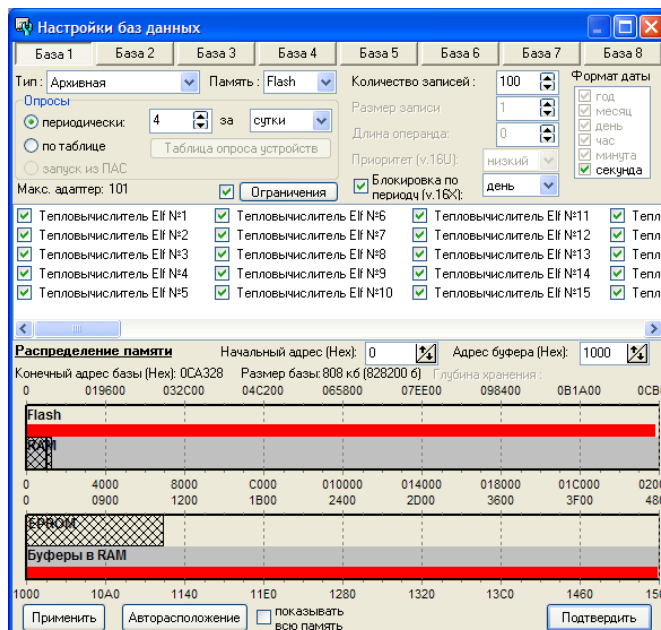 Настройки баз данных
База 1 База 2 База 3 База 4 База 5 База 6 База 7 База 8
Тип : Архивная Память : Flash Количество записей : 100 Формат даты
Опросы Размер записи 1 год
периодически: 4 за сутки месяц
Длина операнда: 0 день
по таблице Таблица опроса устройств час
Приоритет (v.16U): низкий минута
запуск из ПАС секунда
Макс. адаптер: 101 Ограничения Блокировка по периоду (v.16X): день
Тепловычислитель Elf №1 Тепловычислитель Elf №6 Тепловычислитель Elf №11 Тепл
Тепловычислитель Elf №2 Тепловычислитель Elf №7 Тепловычислитель Elf №12 Тепл
Тепловычислитель Elf №3 Тепловычислитель Elf №8 Тепловычислитель Elf №13 Тепл
Тепловычислитель Elf №4 Тепловычислитель Elf №9 Тепловычислитель Elf №14 Тепл
Тепловычислитель Elf №5 Тепловычислитель Elf №10 Тепловычислитель Elf №15 Тепл
Распределение памяти Начальный адрес (Hex): 0 Адрес буфера (Hex): 1000
Конечный адрес базы (Hex): 0CA328 Размер базы: 808 кб (828200 б) Глубина хранения :
0 019600 032C00 04C200 065800 07EE00 098400 0B1A00 0CB
Flash
RAM
0 4000 8000 C000 010000 014000 018000 01C000 020
0 0900 1200 1B00 2400 2D00 3600 3F00 480
EPROM
Буферы в RAM
1000 10A0 1140 11E0 1280 1320 13C0 1460 150
Применить Авторасположение показывать всю память Подтвердить